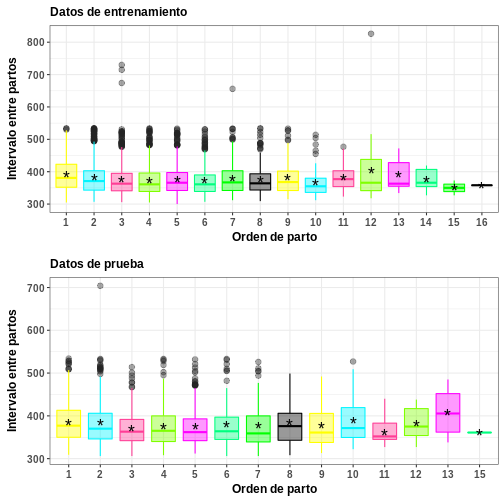 Datos de entrenamiento
Intervalo entre partos
800
700
600
500
400
300
1 2 3 4 5 6 7 8 9 10 11 12 13 14 15 16
Orden de parto
Datos de prueba
Intervalo entre partos
700
600
500
400
300
1 2 3 4 5 6 7 8 9 10 11 12 13 14 15
Orden de parto